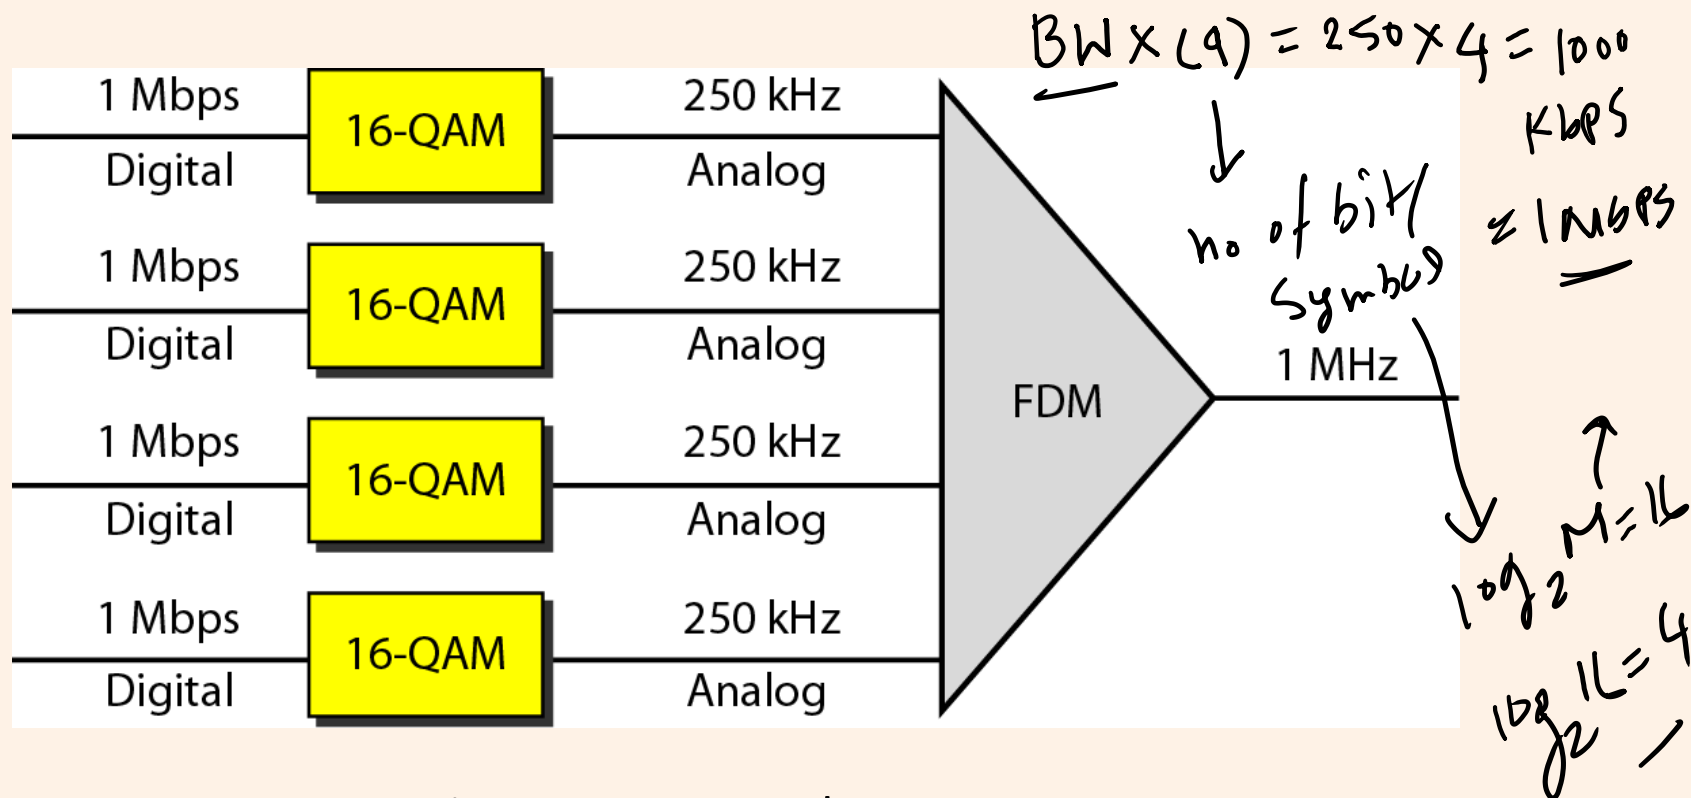 BW × (4) = 250 × 4 = 1000
Kbps
= 1 Mbps
no of bit/
symbol
log₂ M = 16
log₂ 16 = 4
1 Mbps
16-QAM
250 kHz
Digital
Analog
1 Mbps
16-QAM
250 kHz
Digital
Analog
FDM
1 MHz
1 Mbps
16-QAM
250 kHz
Digital
Analog
1 Mbps
16-QAM
250 kHz
Digital
Analog